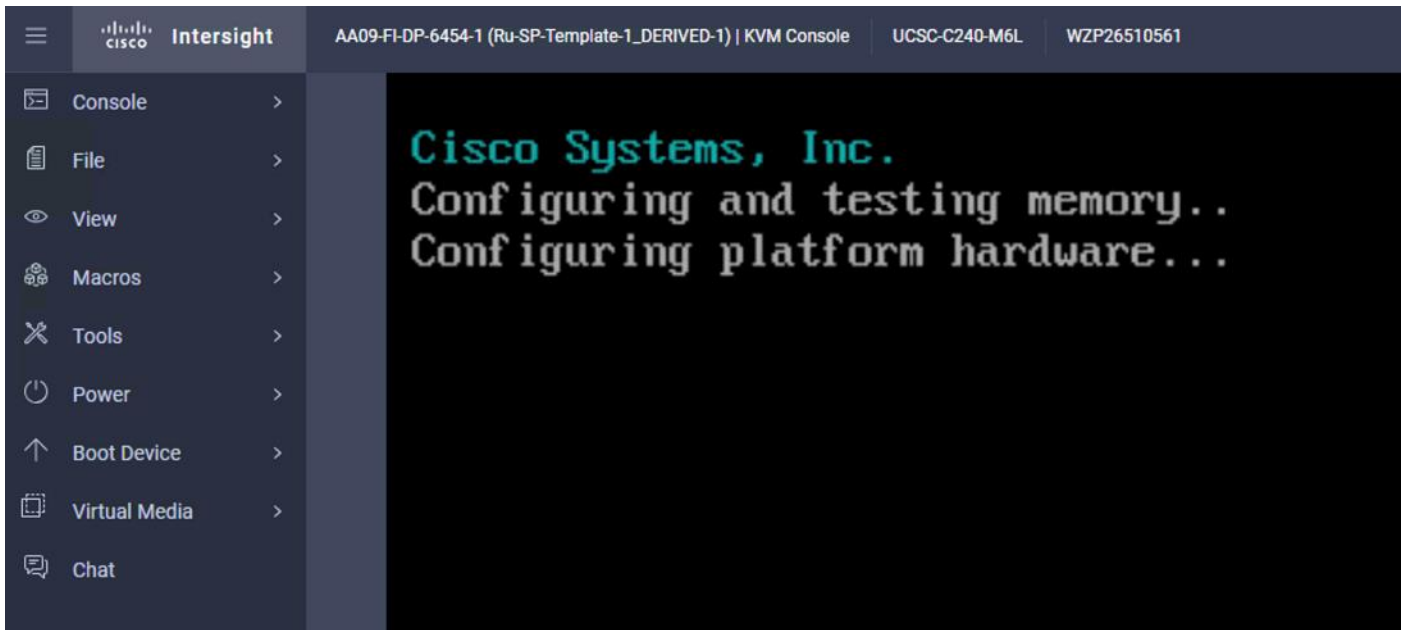 CISCO Intersight
AA09-FI-DP-6454-1 (Ru-SP-Template-1_DERIVED-1) | KVM Console
UCSC-C240-M6L
WZP26510561
Console
File
View
Macros
Tools
Power
Boot Device
Virtual Media
Chat
Cisco Systems, Inc.
Configuring and testing memory..
Configuring platform hardware...